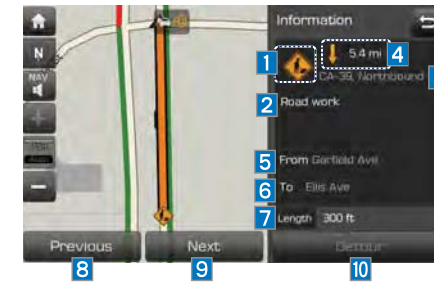 Information
N
1
5.4 mi
4
NAV
CA-39, Northbound
2
Road work
5
From Garfield Ave
6
To Ellis Ave
7
Length 300 ft
Previous
Next
Detour
8
9
10